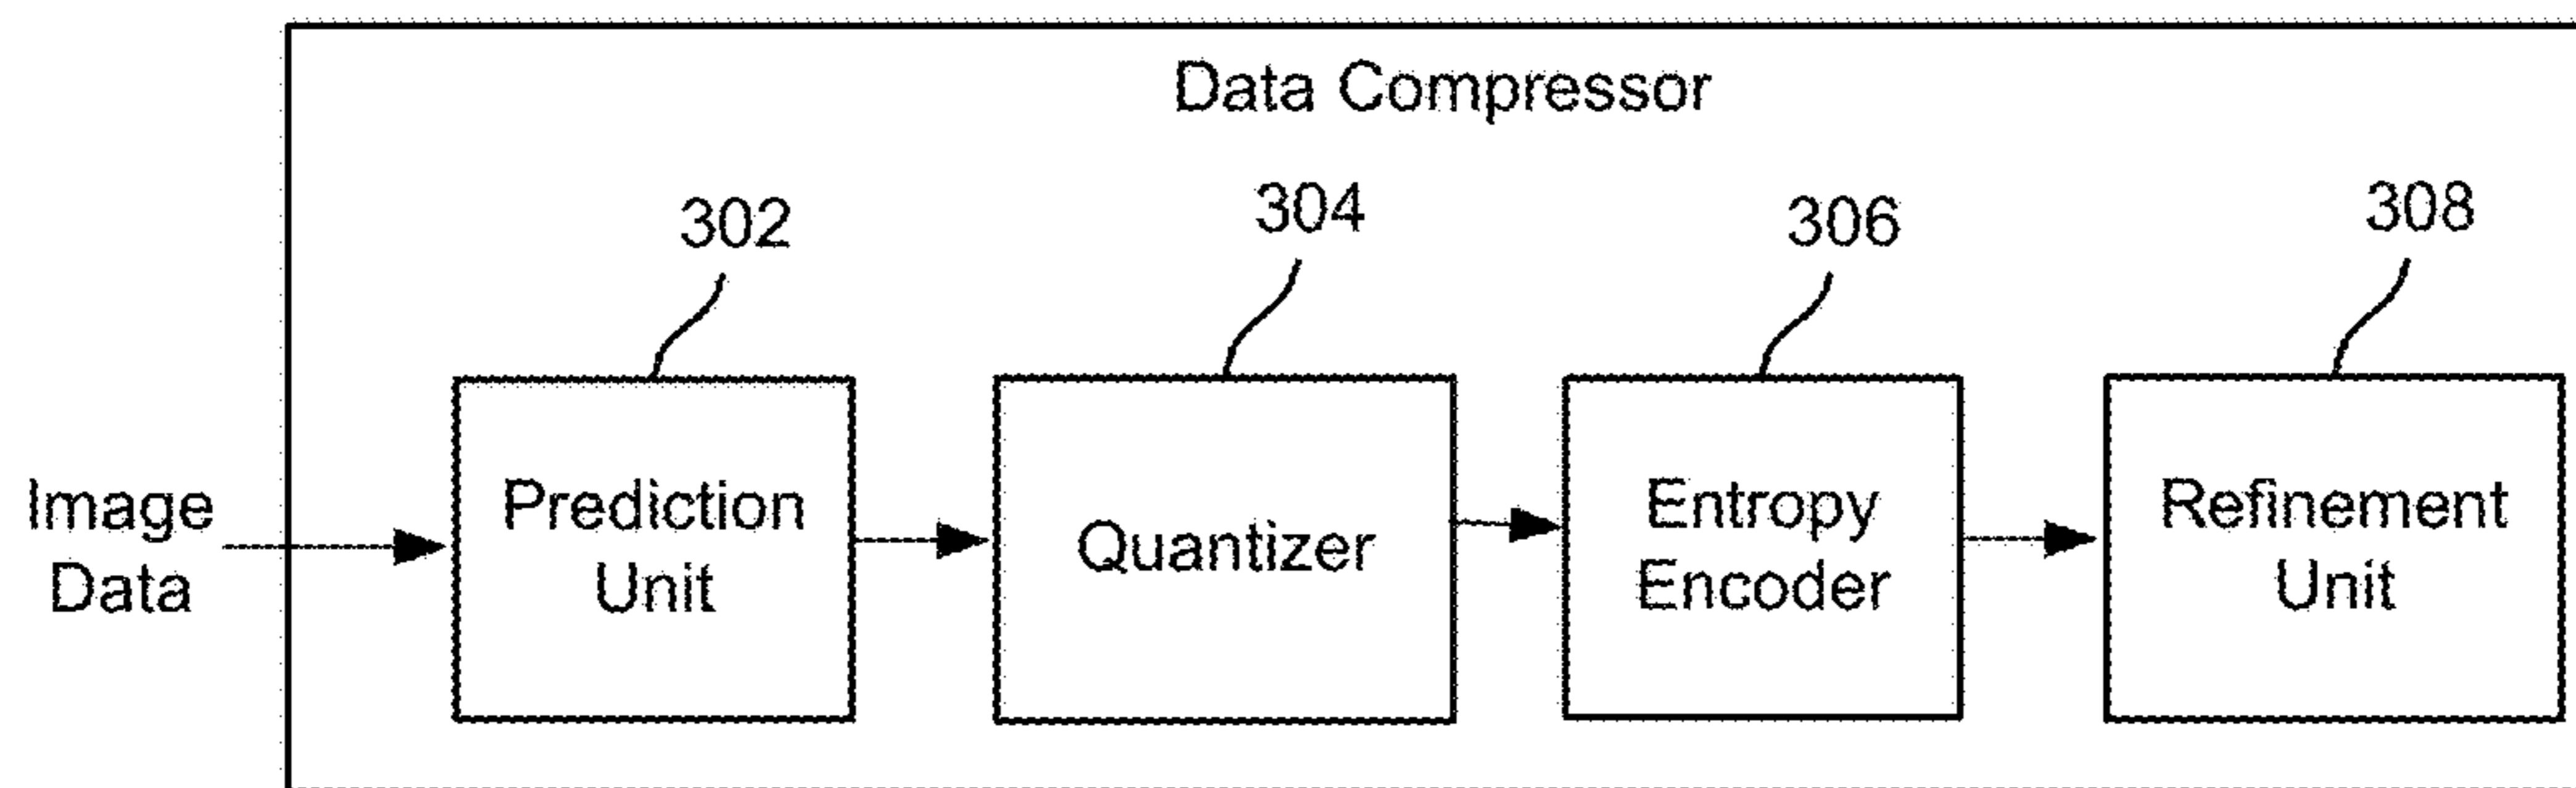 Data Compressor
302
304
306
308
Image
Data
Prediction
Unit
Quantizer
Entropy
Encoder
Refinement
Unit